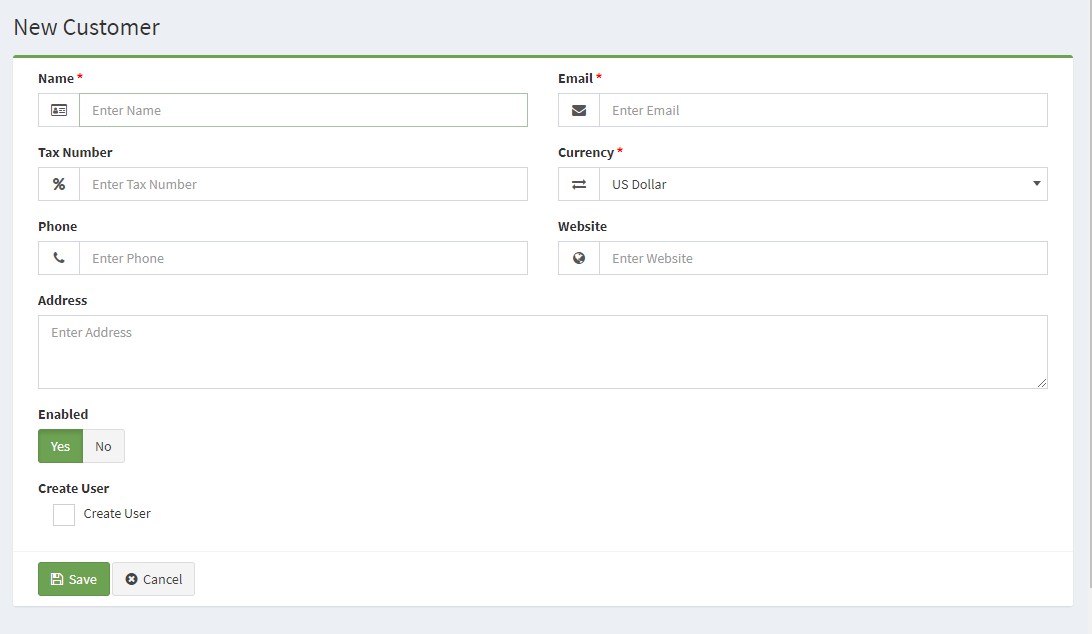 New Customer
Name *
Email *
Enter Name
Enter Email
Tax Number
Currency *
Enter Tax Number
US Dollar
Phone
Website
Enter Phone
Enter Website
Address
Enter Address
Enabled
Yes No
Create User
Create User
Save Cancel